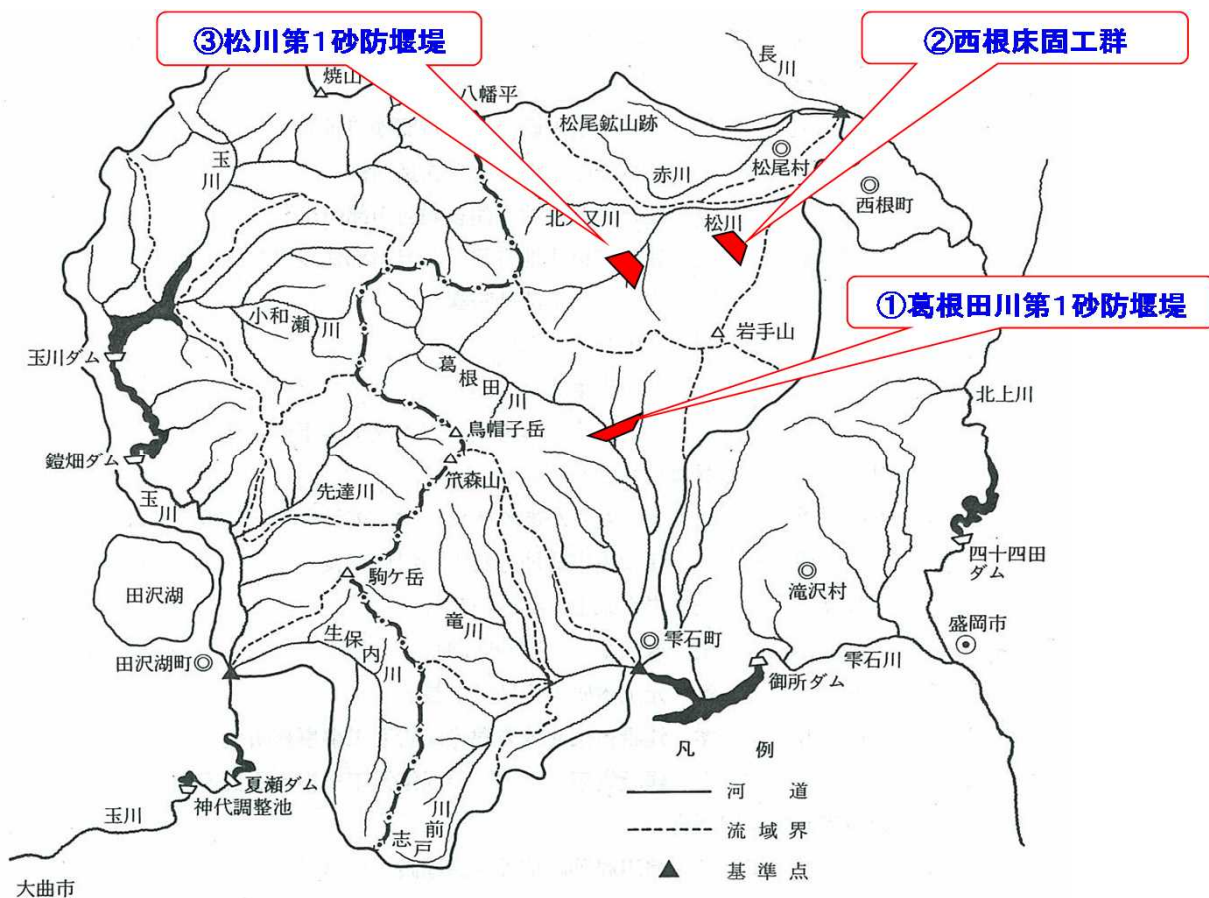 ③松川第1砂防堰堤
②西根床固工群
焼山
八幡平
長川
松尾鉱山跡
赤川
松尾村
西根町
玉川
北ノ又川
松川
①葛根田川第1砂防堰堤
小和瀬川
岩手山
玉川ダム
葛根田川
北上川
烏帽子岳
鎧畑ダム
笊森山
先達川
玉川
四十四田
ダム
駒ケ岳
滝沢村
田沢湖
竜川
生保内川
盛岡市
雫石町
田沢湖町
雫石川
御所ダム
凡例
夏瀬ダム
河道
神代調整池
玉川
流域界
志戸前川
基準点
大曲市